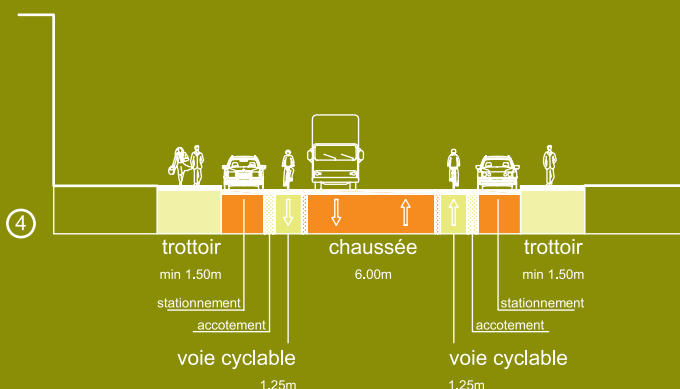 4
trottoir chaussée trottoir
min 1.50m 6.00m min 1.50m
stationnement stationnement
accotement accotement
voie cyclable voie cyclable
1.25m 1.25m